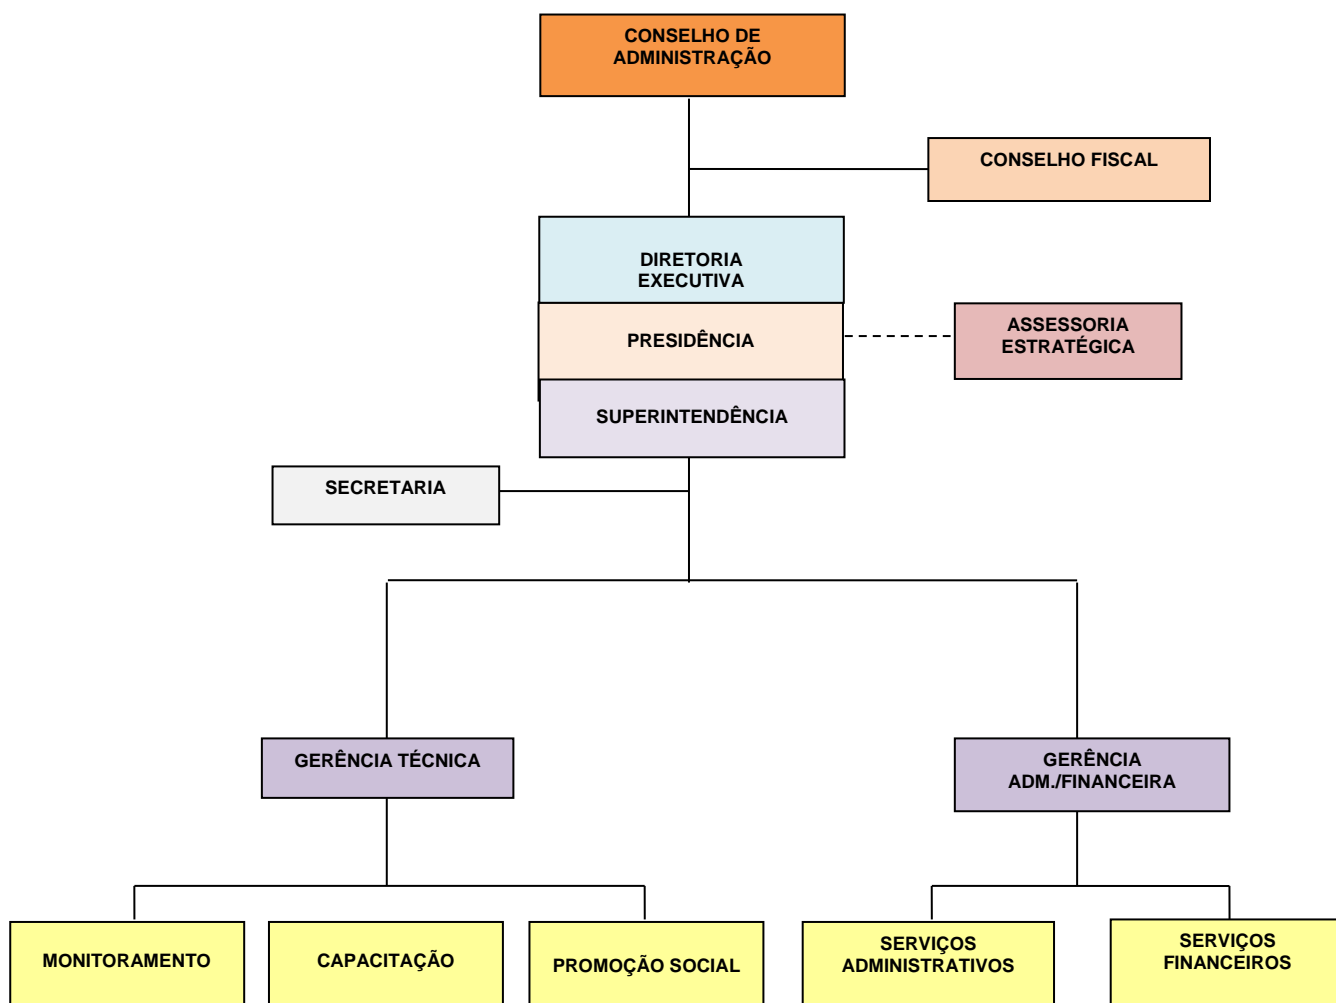 CONSELHO DE
ADMINISTRAÇÃO
CONSELHO FISCAL
DIRETORIA
EXECUTIVA
PRESIDÊNCIA
ASSESSORIA
ESTRATÉGICA
SUPERINTENDÊNCIA
SECRETARIA
GERÊNCIA TÉCNICA
GERÊNCIA
ADM./FINANCEIRA
MONITORAMENTO
CAPACITAÇÃO
PROMOÇÃO SOCIAL
SERVIÇOS
ADMINISTRATIVOS
SERVIÇOS
FINANCEIROS